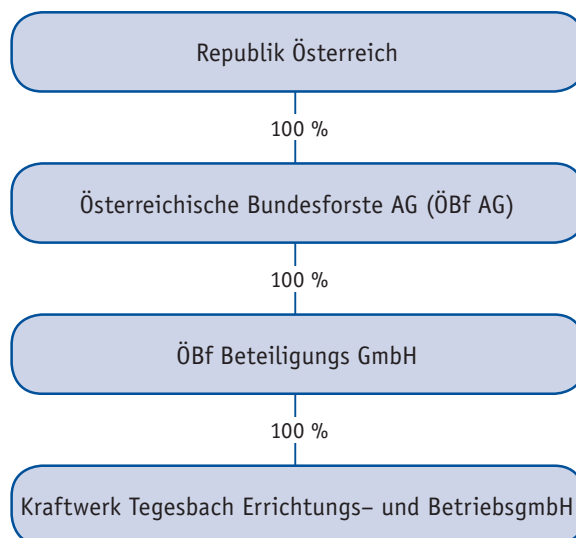 Republik Österreich
100 %
Österreichische Bundesforste AG (ÖBf AG)
100 %
ÖBf Beteiligungs GmbH
100 %
Kraftwerk Tegesbach Errichtungs– und BetriebsgmbH